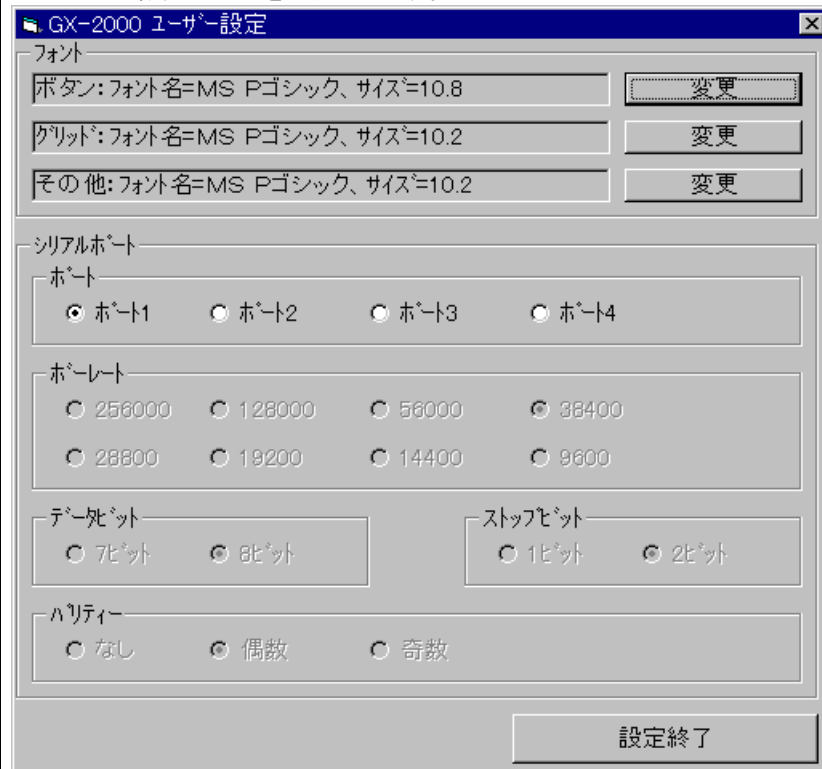 GX-2000 ユーザー設定
フォント
ボタン:フォント名=MS Pゴシック、サイズ=10.8 変更
グリッド:フォント名=MS Pゴシック、サイズ=10.2 変更
その他:フォント名=MS Pゴシック、サイズ=10.2 変更
シリアルポート
ポート
ポート1 ポート2 ポート3 ポート4
ボーレート
256000 128000 56000 38400
28800 19200 14400 9600
データビット ストップビット
7ビット 8ビット 1ビット 2ビット
パリティー
なし 偶数 奇数
設定終了